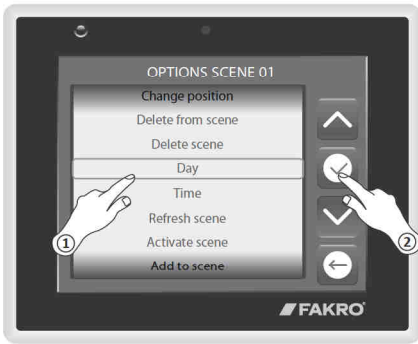 OPTIONS SCENE 01
Change position
Delete from scene
Delete scene
Day
Time
Refresh scene
Activate scene
Add to scene
1
2
FAKRO